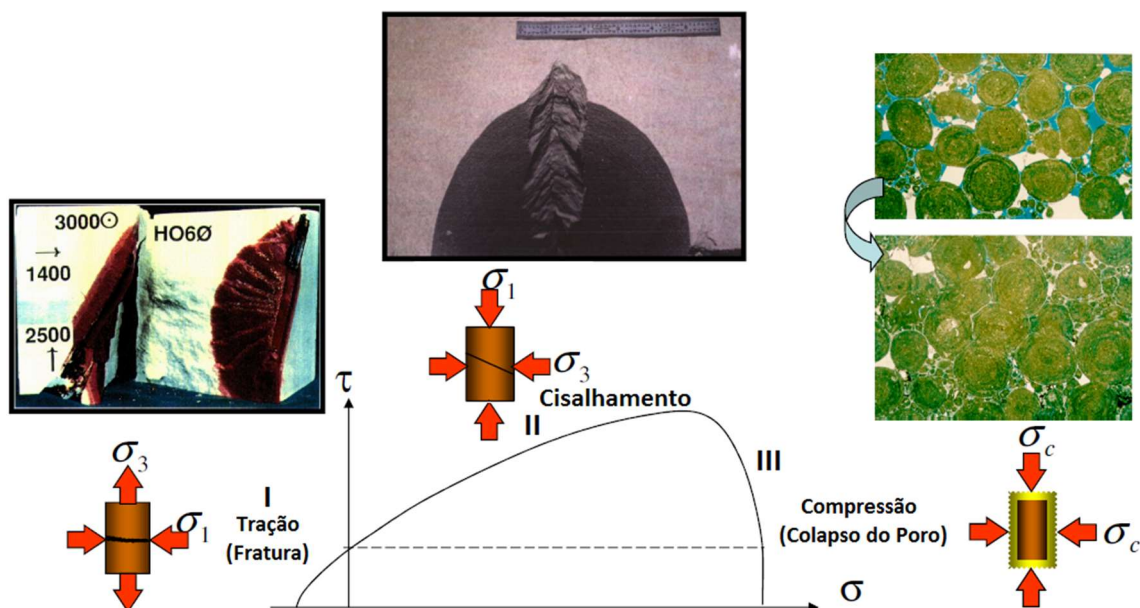 3000⊙
HO6Ø
→
1400
2500
↑
σ₁
σ₃
Cisalhamento
τ
II
σ₃
σ₁
I
Tração
(Fratura)
III
Compressão
(Colapso do Poro)
σ
σc
σc